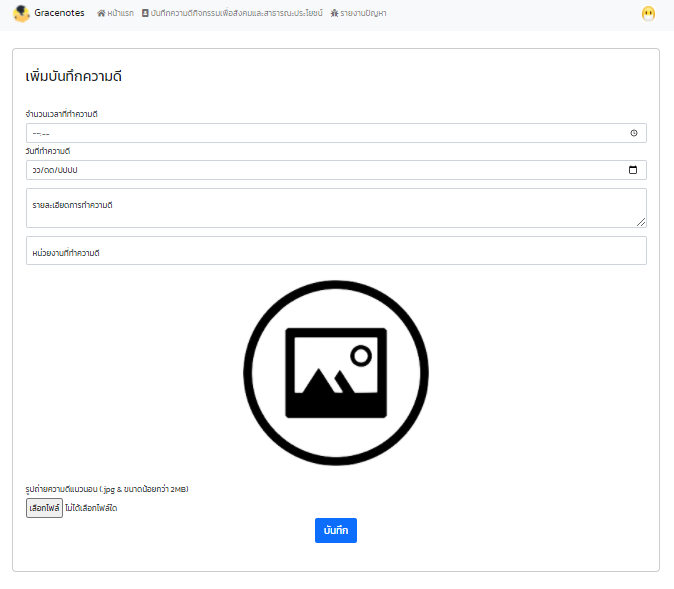 Gracenotes หน้าแรก บันทึกความดีกิจกรรมเพื่อสังคมและสาธารณะประโยชน์ รายงานปัญหา
เพิ่มบันทึกความดี
จำนวนเวลาที่ทำความดี
--:--
วันที่ทำความดี
วว/ดด/ปปปป
รายละเอียดการทำความดี
หน่วยงานที่ทำความดี
รูปถ่ายความดีแนวนอน (.jpg & ขนาดน้อยกว่า 2MB)
เลือกไฟล์ ไม่ได้เลือกไฟล์ใด
บันทึก